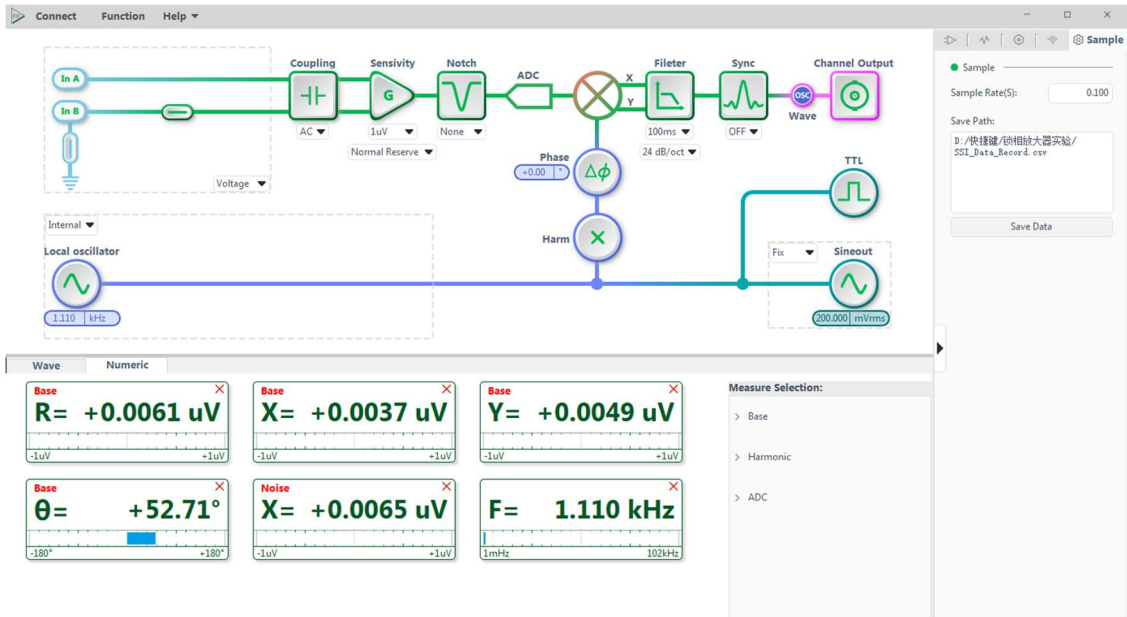 Connect Function Help
Sample
Coupling Sensivity Notch ADC Fileter Sync Channel Output
In A
In B
G
X
Y
OSC
Wave
AC 1uV None 100ms OFF
Normal Reserve 24 dB/oct
Voltage
Phase
+0.00 °
Δϕ
TTL
Harm
Internal
Local oscillator
1.110 kHz
Fix Sineout
200.000 mVrms
Sample
Sample Rate(S): 0.100
Save Path:
D:/快捷键/锁相放大器实验/
SSI_Data_Record.csv
Save Data
Wave Numeric
Base
R= +0.0061 uV
-1uV +1uV
Base
X= +0.0037 uV
-1uV +1uV
Base
Y= +0.0049 uV
-1uV +1uV
Base
θ= +52.71°
-180° +180°
Noise
X= +0.0065 uV
-1uV +1uV
F= 1.110 kHz
1mHz 102kHz
Measure Selection:
Base
Harmonic
ADC